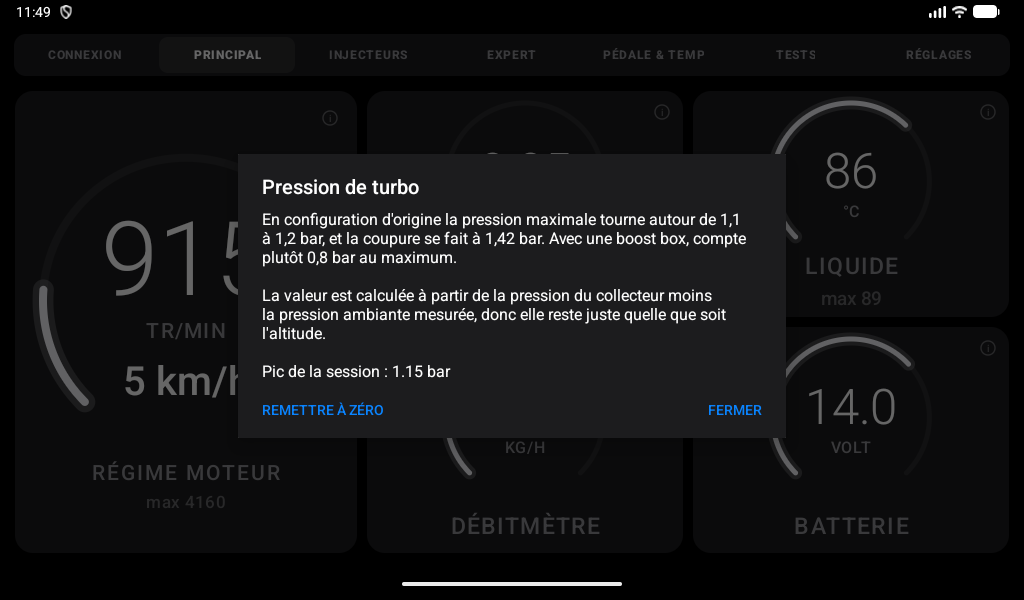 11:49
CONNEXION
PRINCIPAL
INJECTEURS
EXPERT
PÉDALE & TEMP
TESTS
RÉGLAGES
Pression de turbo
En configuration d'origine la pression maximale tourne autour de 1,1
à 1,2 bar, et la coupure se fait à 1,42 bar. Avec une boost box, compte
plutôt 0,8 bar au maximum.
La valeur est calculée à partir de la pression du collecteur moins
la pression ambiante mesurée, donc elle reste juste quelle que soit
l'altitude.
Pic de la session : 1.15 bar
REMETTRE À ZÉRO
FERMER
915
TR/MIN
5 km/h
RÉGIME MOTEUR
max 4160
KG/H
DÉBITMÈTRE
86
°C
LIQUIDE
max 89
14.0
VOLT
BATTERIE